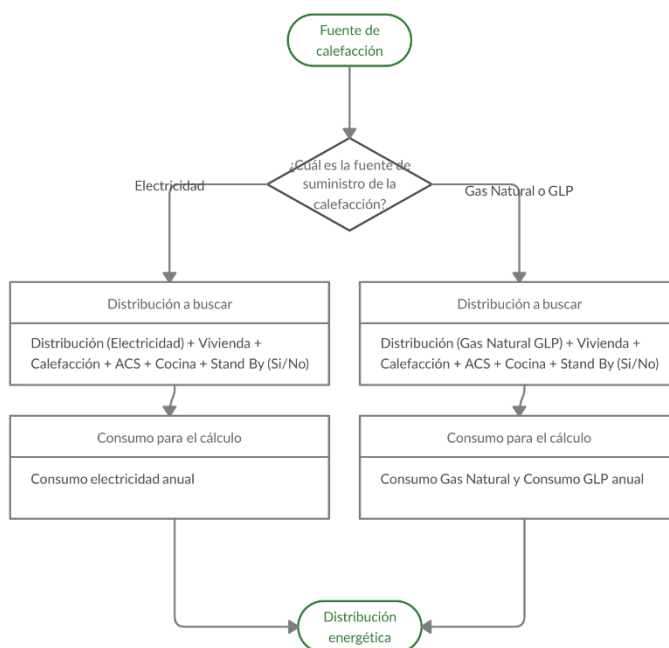 Fuente de
calefacción
¿Cuál es la fuente de
suministro de la
calefacción?
Electricidad
Gas Natural o GLP
Distribución a buscar
Distribución (Electricidad) + Vivienda +
Calefacción + ACS + Cocina + Stand By (Si/No)
Distribución a buscar
Distribución (Gas Natural GLP) + Vivienda +
Calefacción + ACS + Cocina + Stand By (Si/No)
Consumo para el cálculo
Consumo electricidad anual
Consumo para el cálculo
Consumo Gas Natural y Consumo GLP anual
Distribución
energética